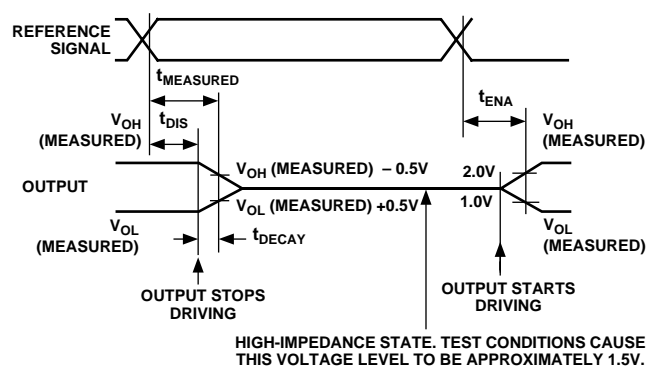 REFERENCE
SIGNAL
tMEASURED
tENA
VOH
(MEASURED)
tDIS
VOH
(MEASURED)
VOH (MEASURED) – 0.5V
2.0V
OUTPUT
VOL (MEASURED) +0.5V
1.0V
VOL
(MEASURED)
tDECAY
VOL
(MEASURED)
OUTPUT STOPS
DRIVING
OUTPUT STARTS
DRIVING
HIGH-IMPEDANCE STATE. TEST CONDITIONS CAUSE
THIS VOLTAGE LEVEL TO BE APPROXIMATELY 1.5V.